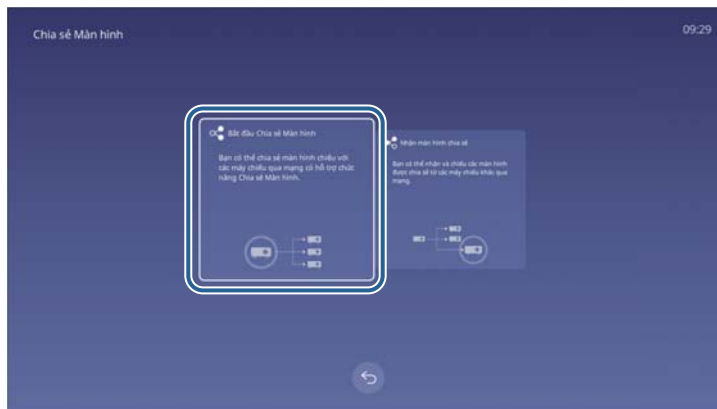 Chia sẻ Màn hình
09:29
Bắt đầu Chia sẻ Màn hình
Bạn có thể chia sẻ màn hình chiếu với
các máy chiếu qua mạng có hỗ trợ chức
năng Chia sẻ Màn hình.
Nhận màn hình chia sẻ
Bạn có thể nhận và chiếu các màn hình
được chia sẻ từ các máy chiếu khác qua
mạng.